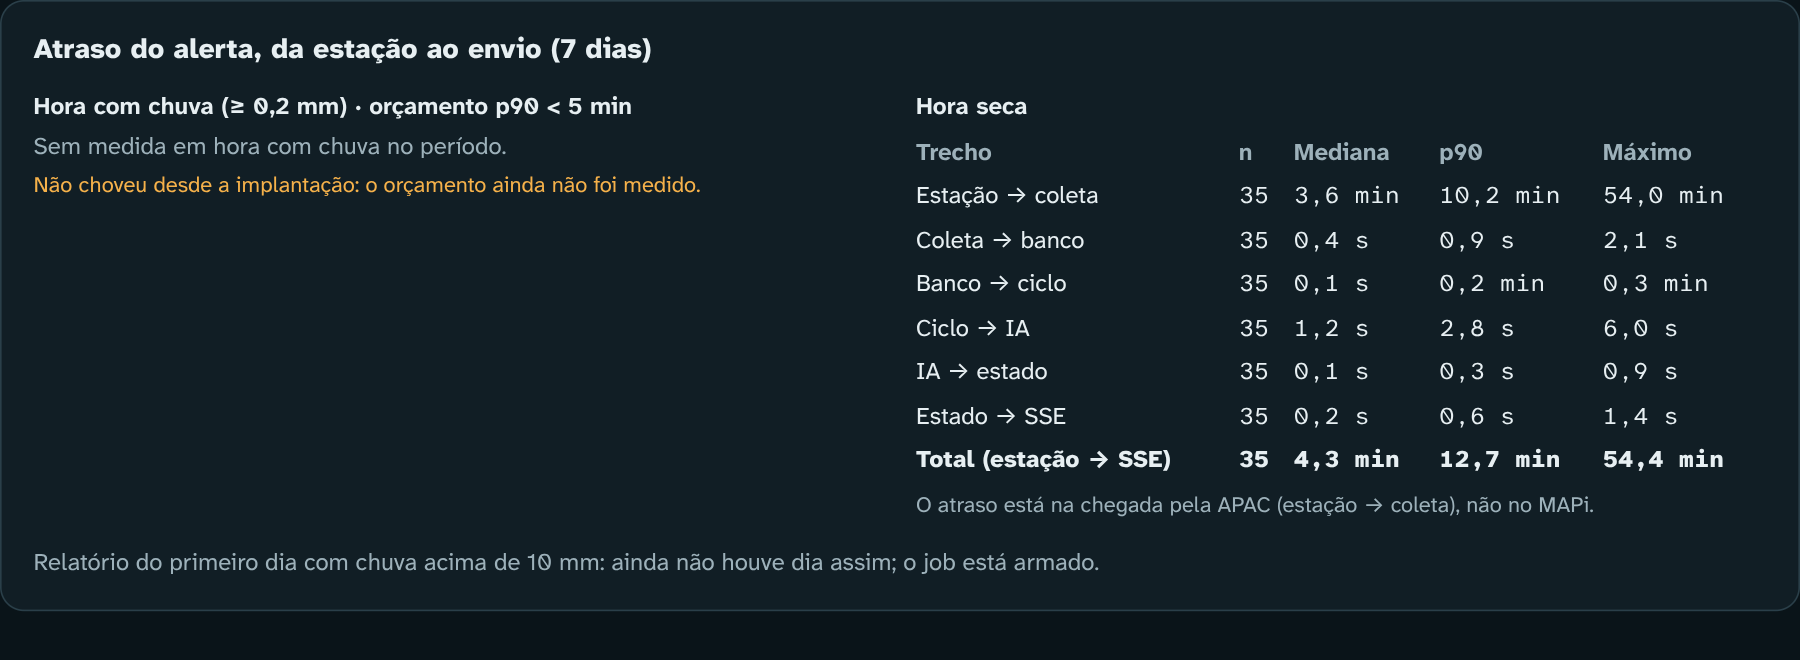 Atraso do alerta, da estação ao envio (7 dias)
Hora com chuva (≥ 0,2 mm) · orçamento p90 < 5 min
Sem medida em hora com chuva no período.
Não choveu desde a implantação: o orçamento ainda não foi medido.
Hora seca
Trecho n Mediana p90 Máximo
Estação → coleta 35 3,6 min 10,2 min 54,0 min
Coleta → banco 35 0,4 s 0,9 s 2,1 s
Banco → ciclo 35 0,1 s 0,2 min 0,3 min
Ciclo → IA 35 1,2 s 2,8 s 6,0 s
IA → estado 35 0,1 s 0,3 s 0,9 s
Estado → SSE 35 0,2 s 0,6 s 1,4 s
Total (estação → SSE) 35 4,3 min 12,7 min 54,4 min
O atraso está na chegada pela APAC (estação → coleta), não no MAPi.
Relatório do primeiro dia com chuva acima de 10 mm: ainda não houve dia assim; o job está armado.